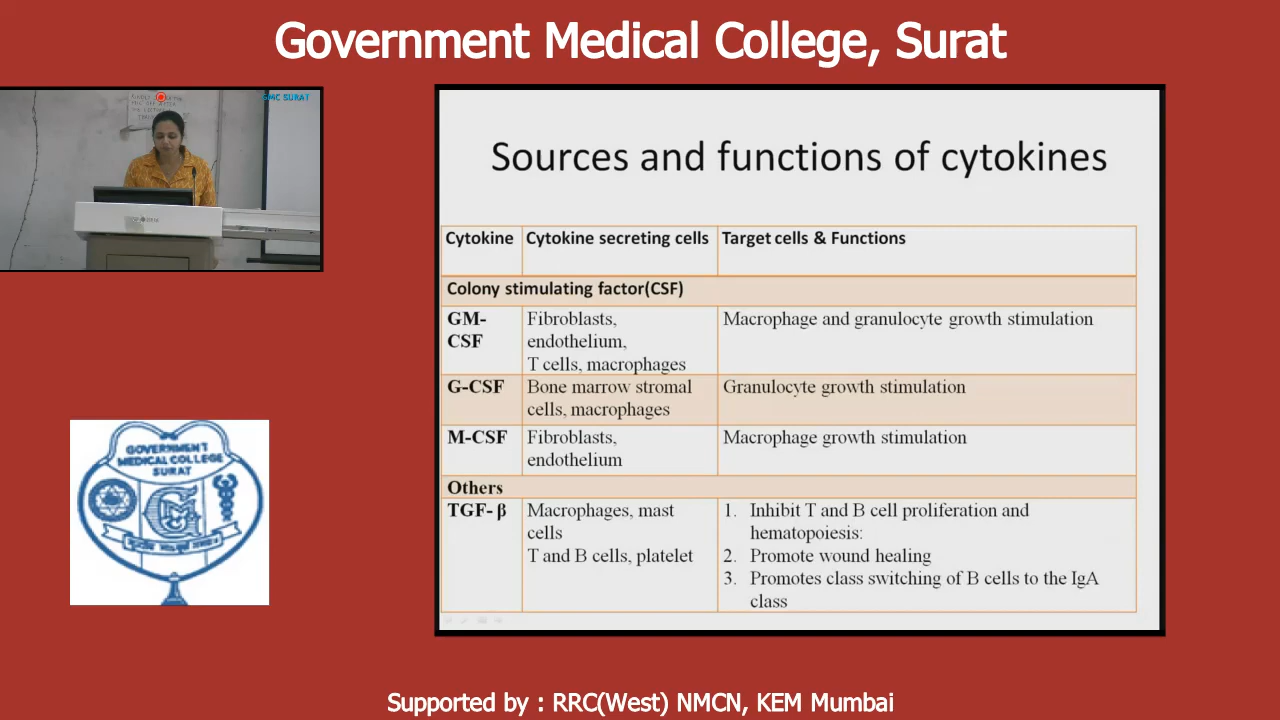 Government Medical College, Surat
GMC SURAT
Sources and functions of cytokines
Cytokine Cytokine secreting cells Target cells & Functions
Colony stimulating factor(CSF)
GM-
CSF
Fibroblasts,
endothelium,
T cells, macrophages
Macrophage and granulocyte growth stimulation
G-CSF
Bone marrow stromal
cells, macrophages
Granulocyte growth stimulation
M-CSF
Fibroblasts,
endothelium
Macrophage growth stimulation
Others
TGF- β
Macrophages, mast
cells
T and B cells, platelet
1. Inhibit T and B cell proliferation and
hematopoiesis:
2. Promote wound healing
3. Promotes class switching of B cells to the IgA
class
GOVERNMENT
MEDICAL COLLEGE
SURAT
Supported by : RRC(West) NMCN, KEM Mumbai